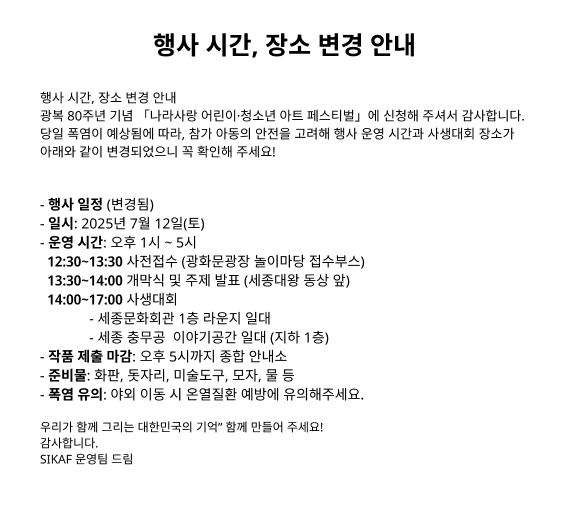 행사 시간, 장소 변경 안내
행사 시간, 장소 변경 안내
광복 80주년 기념 「나라사랑 어린이·청소년 아트 페스티벌」에 신청해 주셔서 감사합니다.
당일 폭염이 예상됨에 따라, 참가 아동의 안전을 고려해 행사 운영 시간과 사생대회 장소가
아래와 같이 변경되었으니 꼭 확인해 주세요!
- 행사 일정 (변경됨)
- 일시: 2025년 7월 12일(토)
- 운영 시간: 오후 1시 ~ 5시
12:30~13:30 사전접수 (광화문광장 놀이마당 접수부스)
13:30~14:00 개막식 및 주제 발표 (세종대왕 동상 앞)
14:00~17:00 사생대회
- 세종문화회관 1층 라운지 일대
- 세종 충무공  이야기공간 일대 (지하 1층)
- 작품 제출 마감: 오후 5시까지 종합 안내소
- 준비물: 화판, 돗자리, 미술도구, 모자, 물 등
- 폭염 유의: 야외 이동 시 온열질환 예방에 유의해주세요.
우리가 함께 그리는 대한민국의 기억” 함께 만들어 주세요!
감사합니다.
SIKAF 운영팀 드림